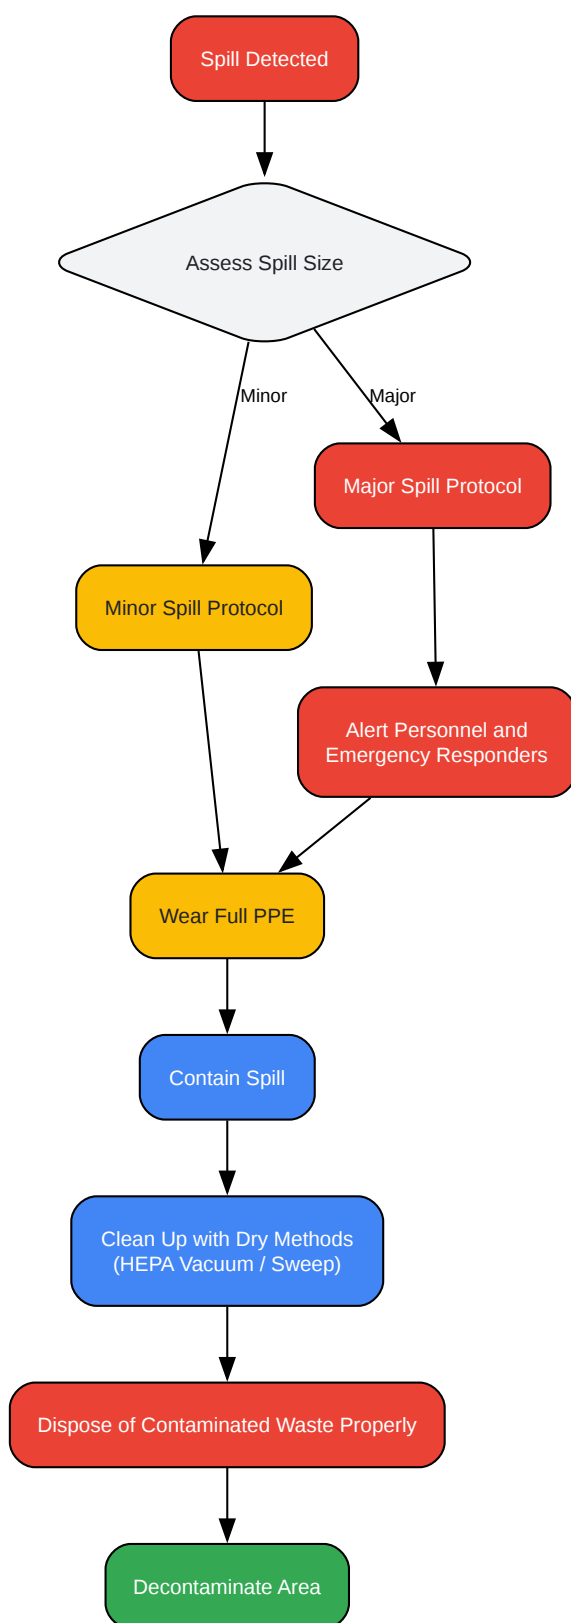 Spill Detected
Assess Spill Size
Minor
Major
Major Spill Protocol
Minor Spill Protocol
Alert Personnel and
Emergency Responders
Wear Full PPE
Contain Spill
Clean Up with Dry Methods
(HEPA Vacuum / Sweep)
Dispose of Contaminated Waste Properly
Decontaminate Area